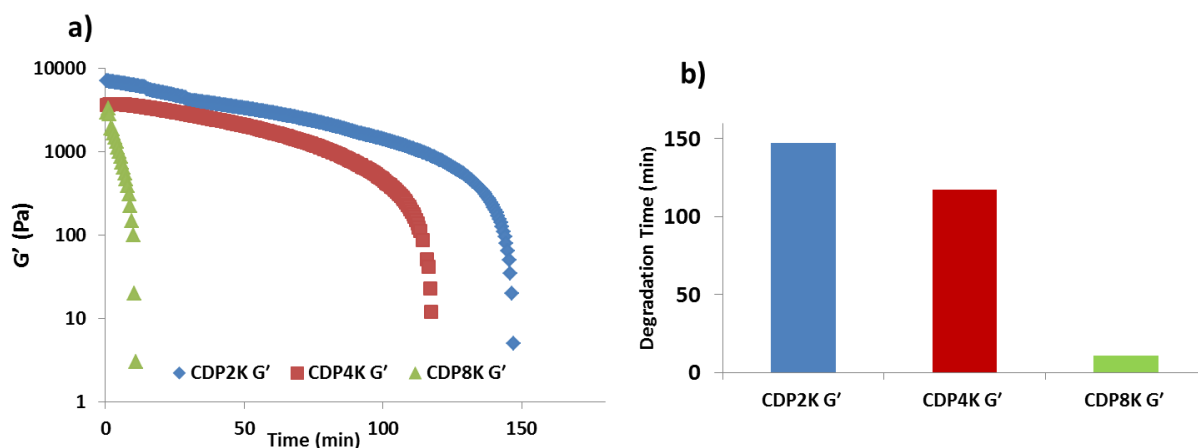 a)
10000
1000
100
10
1
G’ (Pa)
0
50
100
150
Time (min)
CDP2K G’
CDP4K G’
CDP8K G’
b)
150
100
50
0
Degradation Time (min)
CDP2K G’
CDP4K G’
CDP8K G’